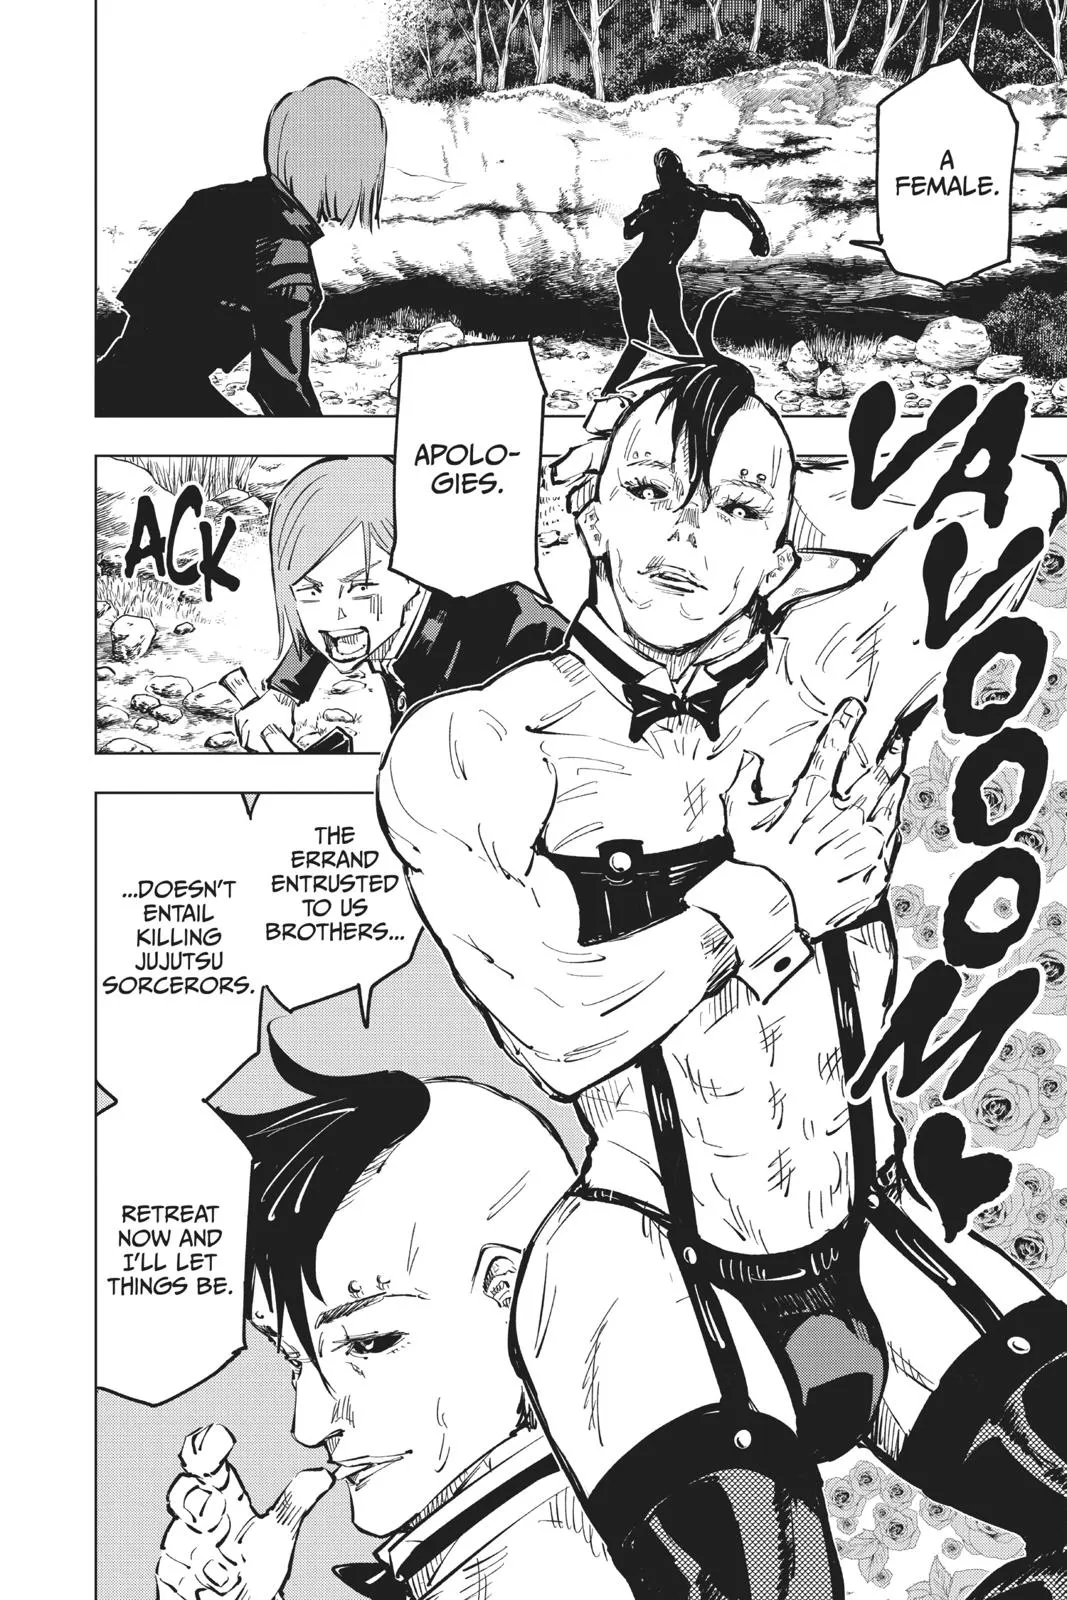 A
FEMALE.
APOLO-
GIES.
VAVOOOOM
ACK
THE
ERRAND
ENTRUSTED
TO US
BROTHERS...
...DOESN'T
ENTAIL
KILLING
JUJUTSU
SORCERORS.
RETREAT
NOW AND
I'LL LET
THINGS BE.